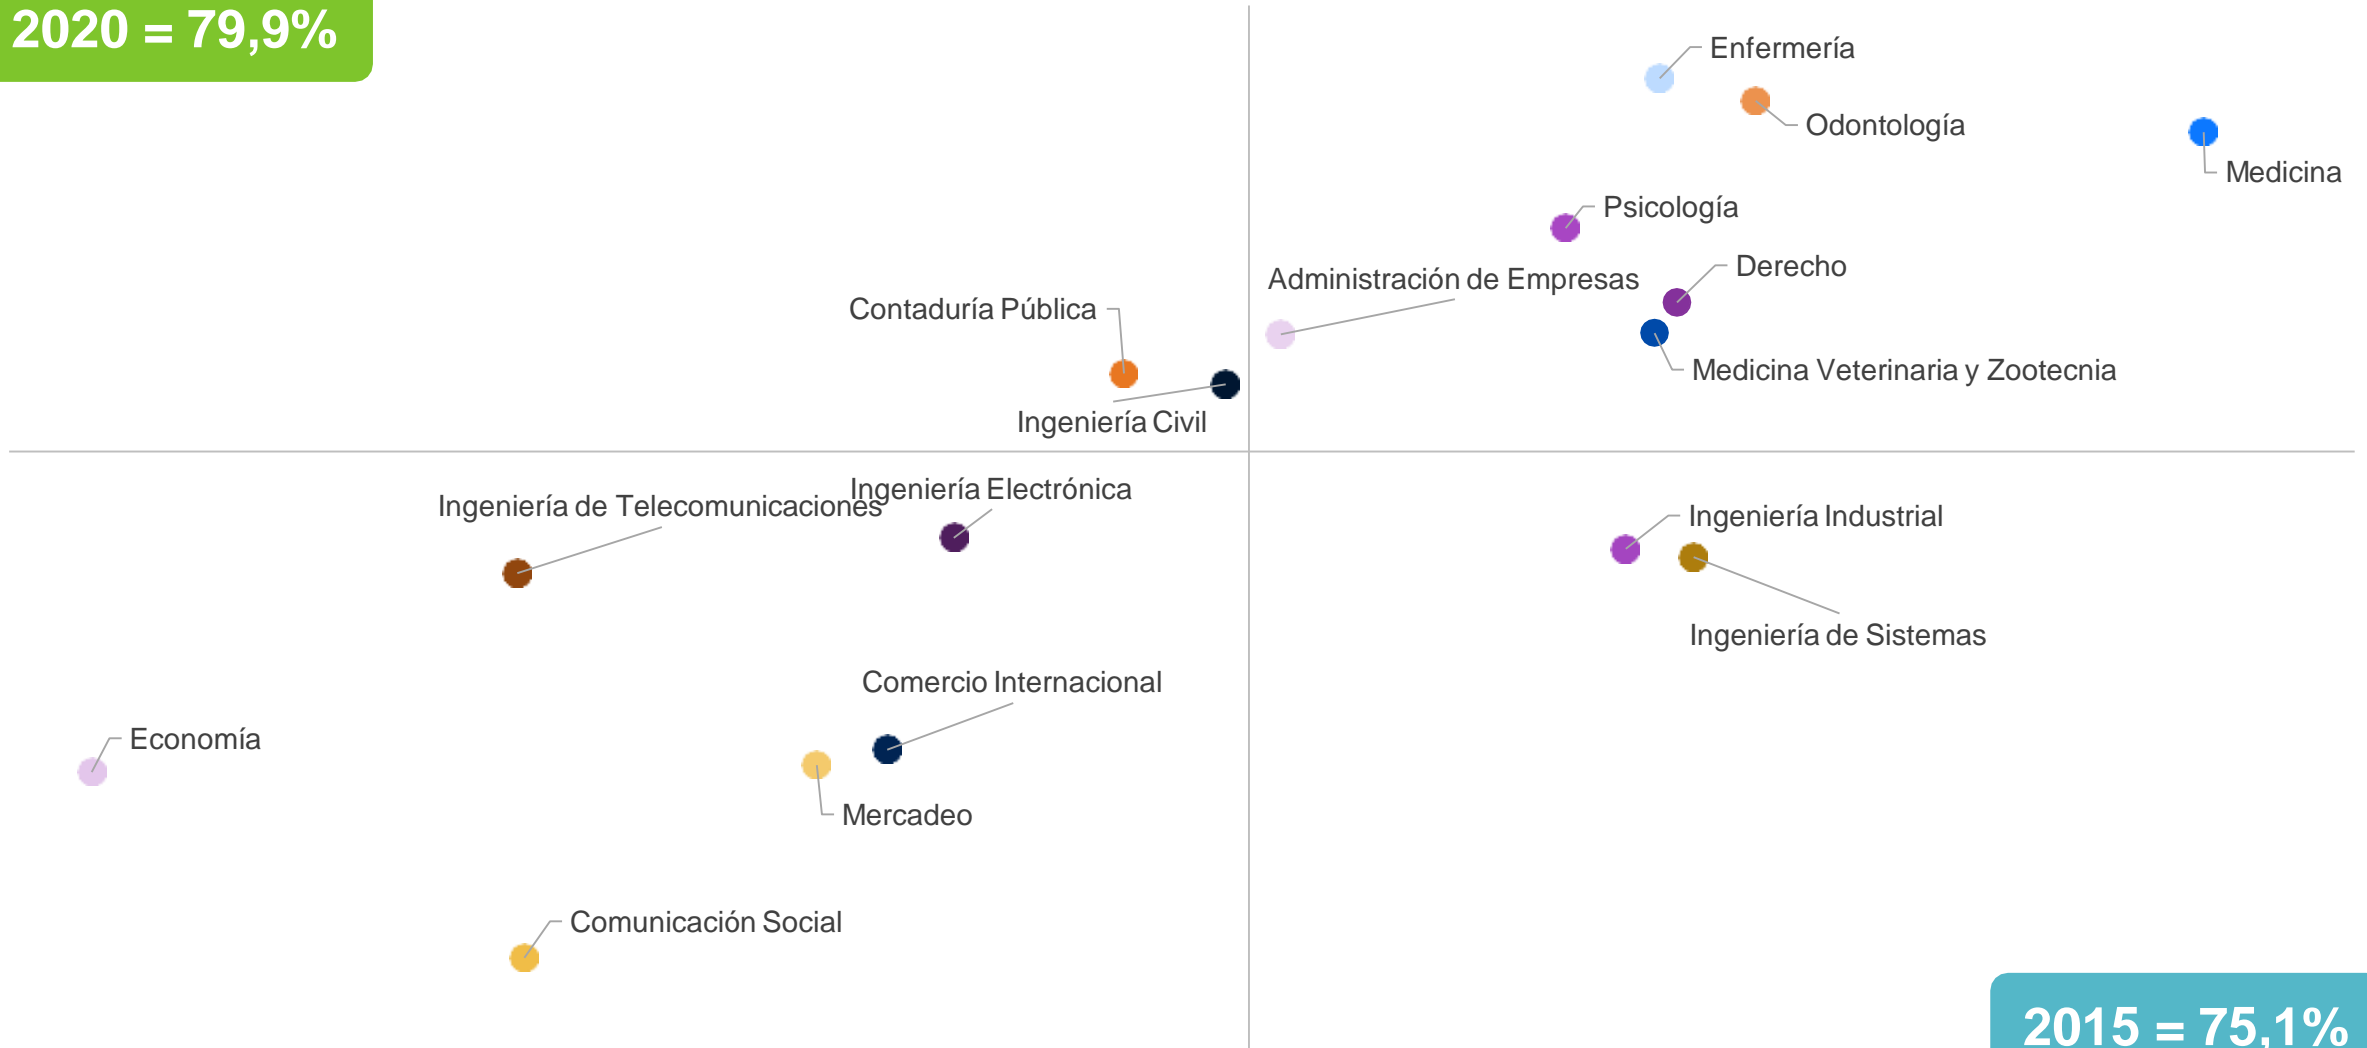 2020 = 79,9%
Enfermería
Odontología
Medicina
Psicología
Derecho
Administración de Empresas
Contaduría Pública
Medicina Veterinaria y Zootecnia
Ingeniería Civil
Ingeniería Electrónica
Ingeniería de Telecomunicaciones
Ingeniería Industrial
Ingeniería de Sistemas
Comercio Internacional
Economía
Mercadeo
Comunicación Social
2015 = 75,1%